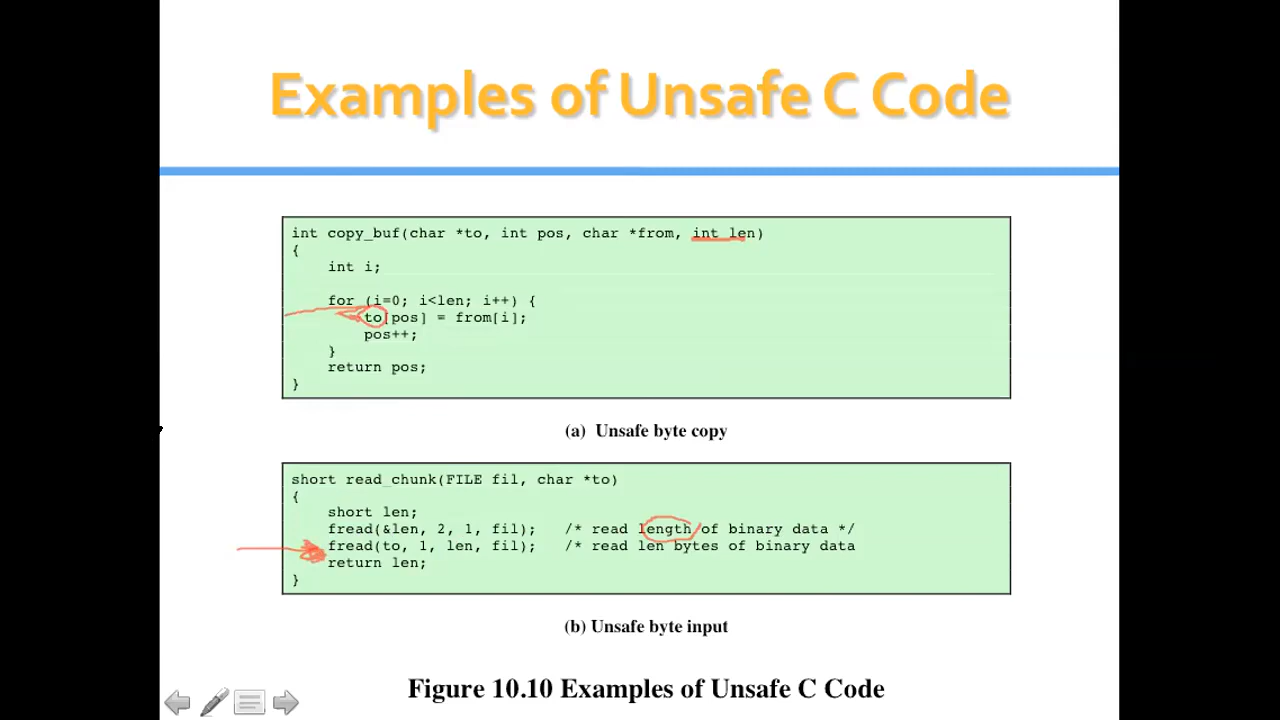 Examples of Unsafe C Code
int copy_buf(char *to, int pos, char *from, int len)
{
    int i;
    for (i=0; i<len; i++) {
        to[pos] = from[i];
        pos++;
    }
    return pos;
}
(a) Unsafe byte copy
short read_chunk(FILE fil, char *to)
{
    short len;
    fread(&len, 2, 1, fil);   /* read length of binary data */
    fread(to, 1, len, fil);   /* read len bytes of binary data
    return len;
}
(b) Unsafe byte input
Figure 10.10 Examples of Unsafe C Code